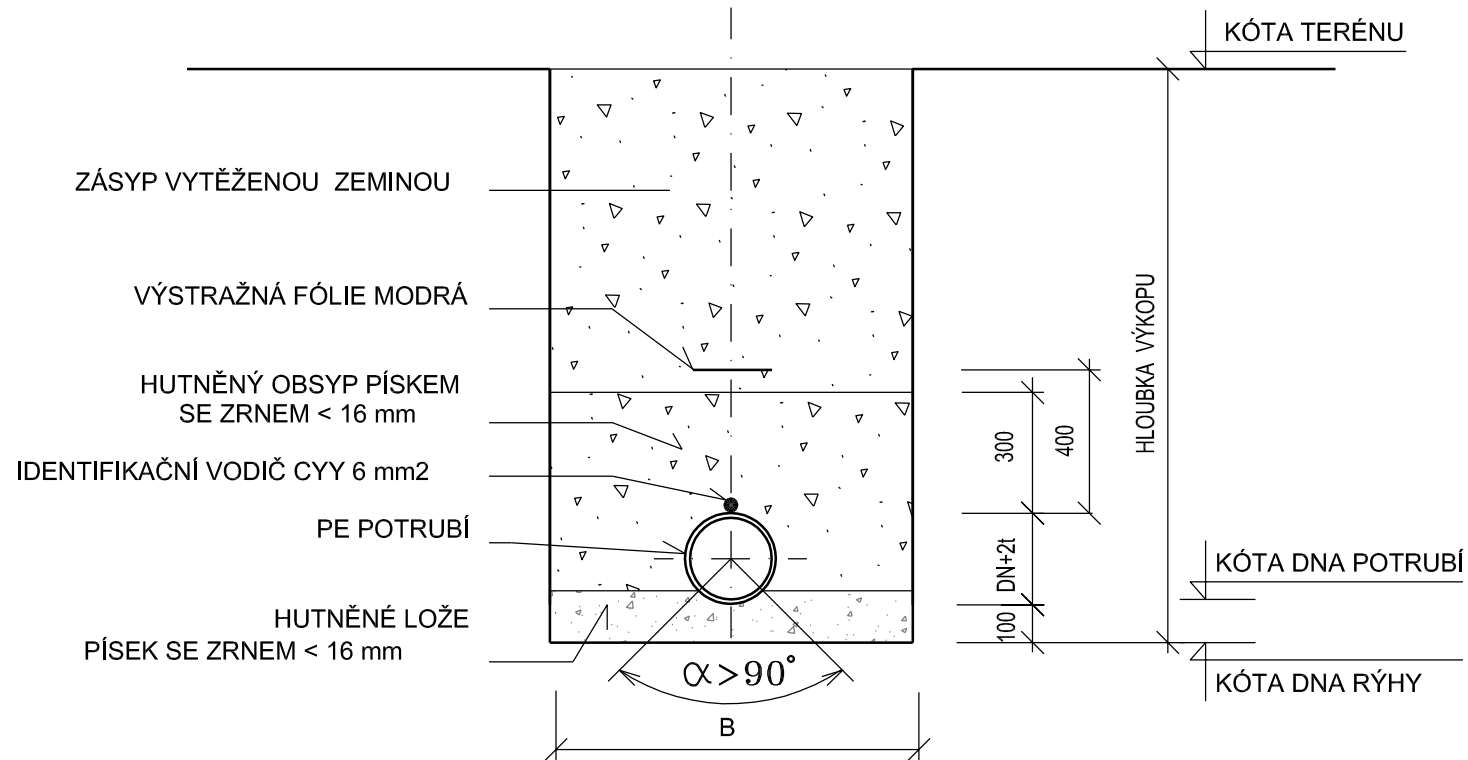 KÓTA TERÉNU
ZÁSYP VYTĚŽENOU ZEMINOU
VÝSTRAŽNÁ FÓLIE MODRÁ
HUTNĚNÝ OBSYP PÍSKEM
SE ZRNEM < 16 mm
IDENTIFIKAČNÍ VODIČ CYY 6 mm2
PE POTRUBÍ
HUTNĚNÉ LOŽE
PÍSEK SE ZRNEM < 16 mm
α>90°
B
300
400
DN+2t
100
HLOUBKA VÝKOPU
KÓTA DNA POTRUBÍ
KÓTA DNA RÝHY